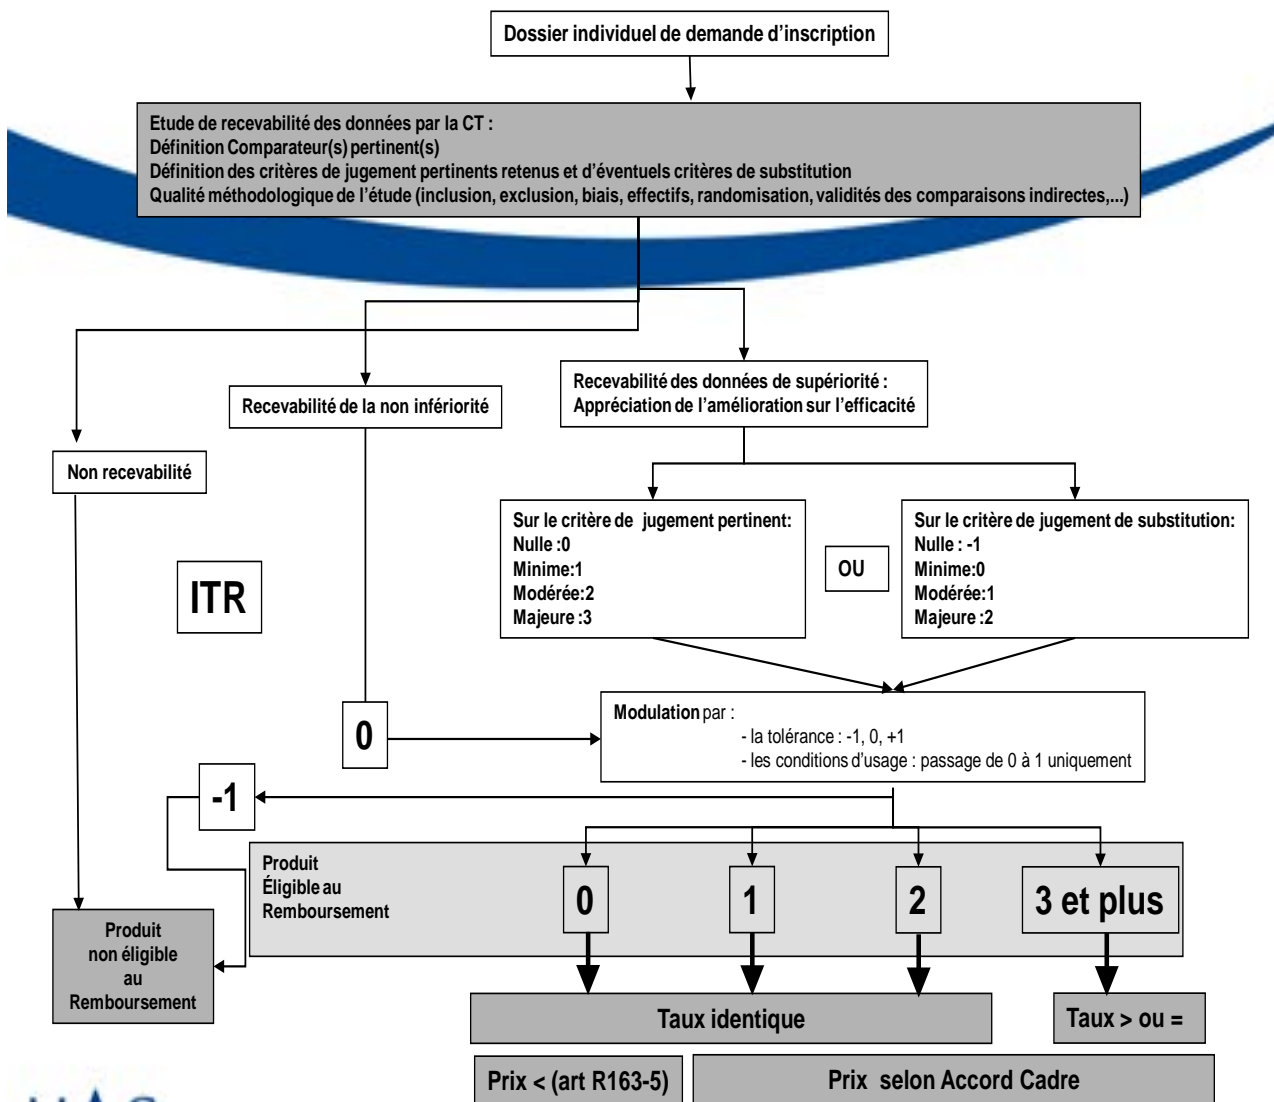 Dossier individuel de demande d'inscription
Etude de recevabilité des données par la CT :
Définition Comparateur(s) pertinent(s)
Définition des critères de jugement pertinents retenus et d'éventuels critères de substitution
Qualité méthodologique de l'étude (inclusion, exclusion, biais, effectifs, randomisation, validités des comparaisons indirectes,...)
Recevabilité des données de supériorité :
Appréciation de l'amélioration sur l'efficacité
Recevabilité de la non infériorité
Non recevabilité
Sur le critère de jugement pertinent:
Nulle :0
Minime:1
Modérée:2
Majeure :3
OU
Sur le critère de jugement de substitution:
Nulle : -1
Minime:0
Modérée:1
Majeure :2
ITR
0
Modulation par :
- la tolérance : -1, 0, +1
- les conditions d'usage : passage de 0 à 1 uniquement
-1
Produit
Éligible au
Remboursement
0
1
2
3 et plus
Produit
non éligible
au
Remboursement
Taux identique
Taux > ou =
Prix < (art R163-5)
Prix selon Accord Cadre